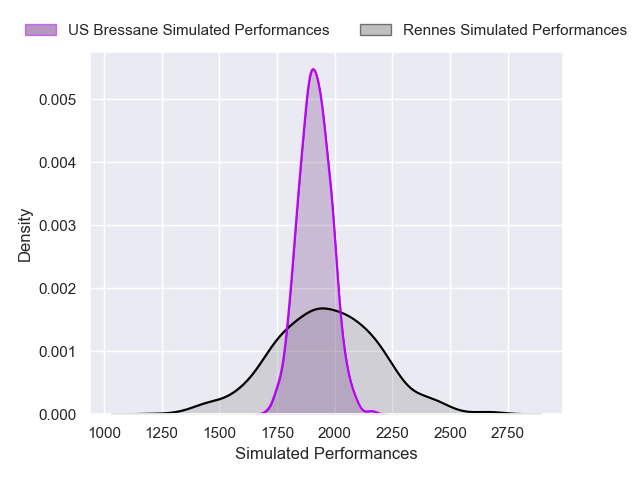 US Bressane Simulated Performances Rennes Simulated Performances
0.005
0.004
0.003
0.002
0.001
0.000
Density
1000 1250 1500 1750 2000 2250 2500 2750
Simulated Performances